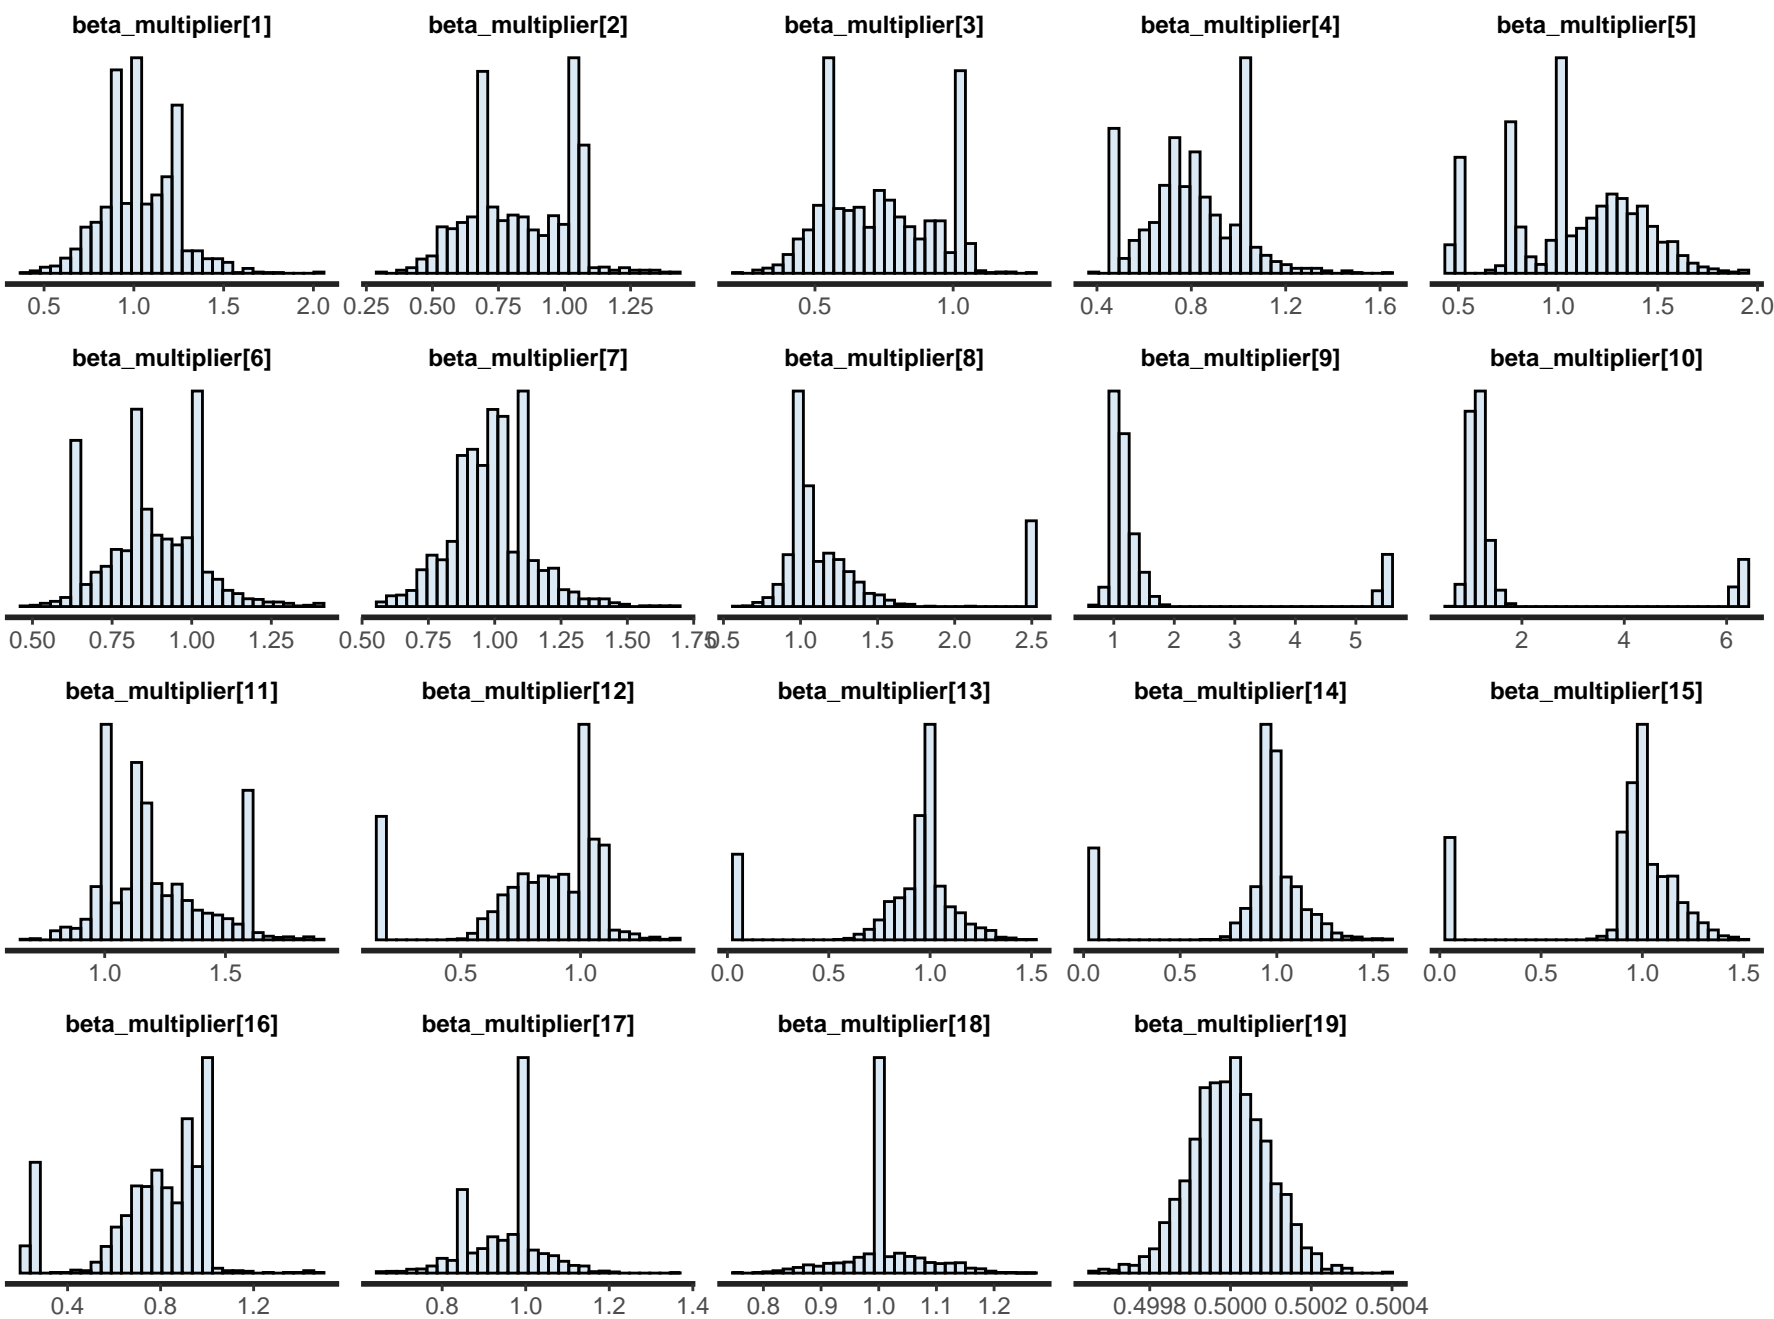 beta_multiplier[1] beta_multiplier[2] beta_multiplier[3] beta_multiplier[4] beta_multiplier[5]
0.5 1.0 1.5 2.0 0.25 0.50 0.75 1.00 1.25 0.5 1.0 0.4 0.8 1.2 1.6 0.5 1.0 1.5 2.0
beta_multiplier[6] beta_multiplier[7] beta_multiplier[8] beta_multiplier[9] beta_multiplier[10]
0.50 0.75 1.00 1.25 0.50 0.75 1.00 1.25 1.50 1.75 0.5 1.0 1.5 2.0 2.5 1 2 3 4 5 2 4 6
beta_multiplier[11] beta_multiplier[12] beta_multiplier[13] beta_multiplier[14] beta_multiplier[15]
1.0 1.5 0.5 1.0 0.0 0.5 1.0 1.5 0.0 0.5 1.0 1.5 0.0 0.5 1.0 1.5
beta_multiplier[16] beta_multiplier[17] beta_multiplier[18] beta_multiplier[19]
0.4 0.8 1.2 0.8 1.0 1.2 1.4 0.8 0.9 1.0 1.1 1.2 0.4998 0.5000 0.5002 0.5004